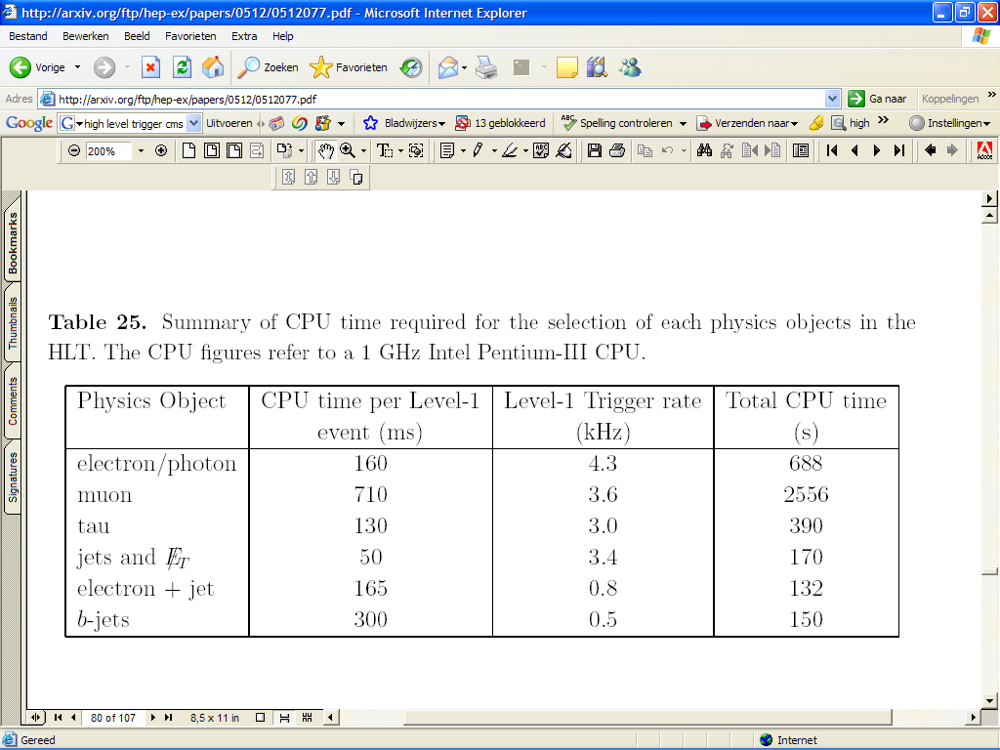 http://arxiv.org/ftp/hep-ex/papers/0512/0512077.pdf - Microsoft Internet Explorer
Bestand Bewerken Beeld Favorieten Extra Help
Vorige Zoeken Favorieten
Adres http://arxiv.org/ftp/hep-ex/papers/0512/0512077.pdf Ga naar Koppelingen »
Google G high level trigger cms Uitvoeren Bladwijzers 13 geblokkeerd ABC Spelling controleren Verzenden naar high » Instellingen
200%
Bookmarks
Thumbnails
Comments
Signatures
Table 25. Summary of CPU time required for the selection of each physics objects in the
HLT. The CPU figures refer to a 1 GHz Intel Pentium-III CPU.
Physics Object CPU time per Level-1 Level-1 Trigger rate Total CPU time
event (ms) (kHz) (s)
electron/photon 160 4.3 688
muon 710 3.6 2556
tau 130 3.0 390
jets and E̸T 50 3.4 170
electron + jet 165 0.8 132
b-jets 300 0.5 150
80 of 107 8,5 x 11 in
Gereed Internet